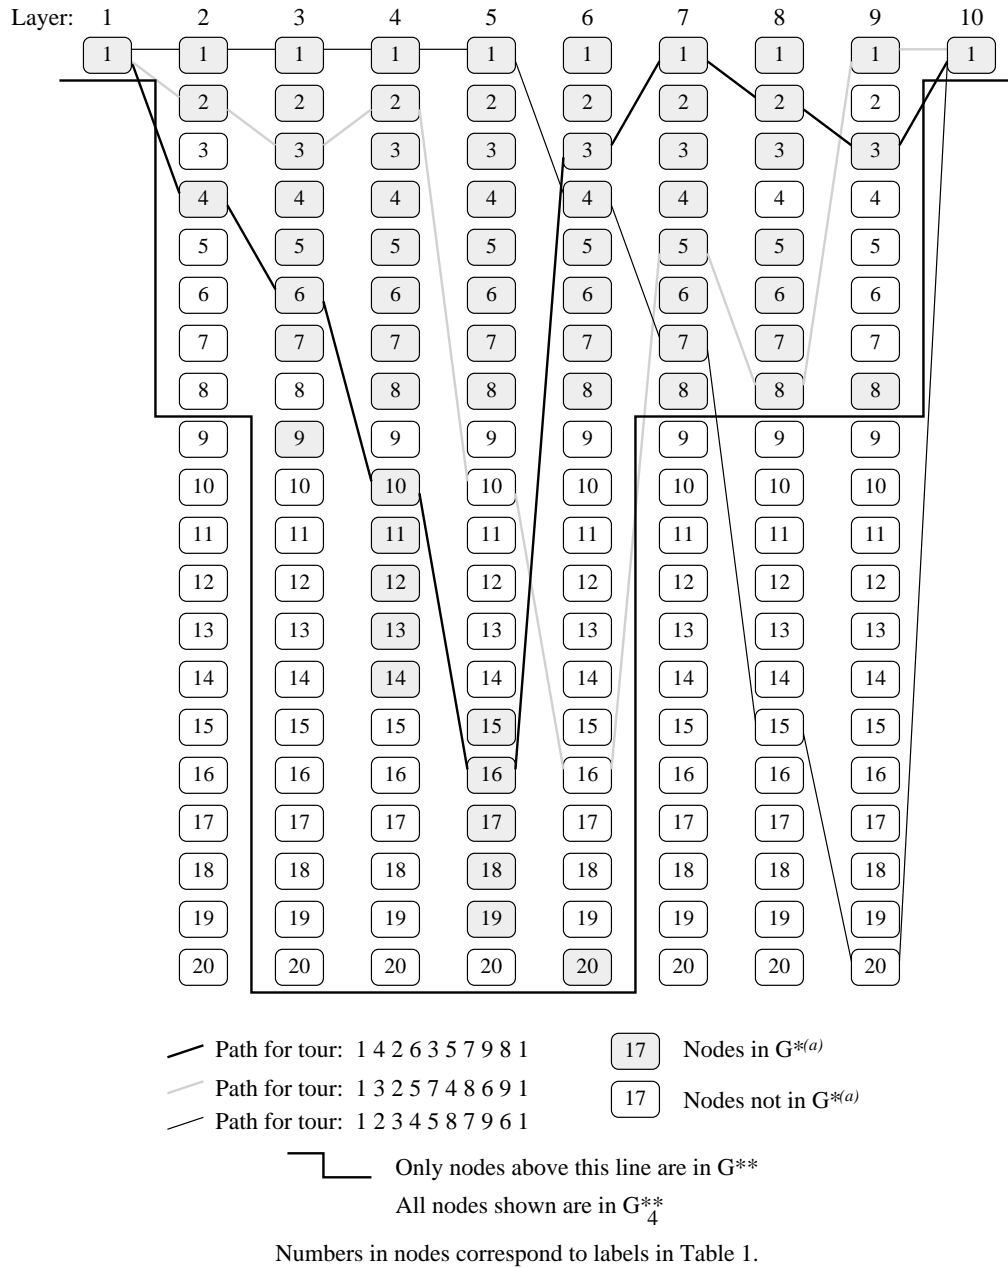 Layer: 1 2 3 4 5 6 7 8 9 10
1 1 1 1 1 1 1 1 1 1
2 2 2 2 2 2 2 2
3 3 3 3 3 3 3 3
4 4 4 4 4 4 4 4
5 5 5 5 5 5 5 5
6 6 6 6 6 6 6 6
7 7 7 7 7 7 7 7
8 8 8 8 8 8 8 8
9 9 9 9 9 9 9 9
10 10 10 10 10 10 10 10
11 11 11 11 11 11 11 11
12 12 12 12 12 12 12 12
13 13 13 13 13 13 13 13
14 14 14 14 14 14 14 14
15 15 15 15 15 15 15 15
16 16 16 16 16 16 16 16
17 17 17 17 17 17 17 17
18 18 18 18 18 18 18 18
19 19 19 19 19 19 19 19
20 20 20 20 20 20 20 20
Path for tour: 1 4 2 6 3 5 7 9 8 1
17 Nodes in G*(a)
Path for tour: 1 3 2 5 7 4 8 6 9 1
17 Nodes not in G*(a)
Path for tour: 1 2 3 4 5 8 7 9 6 1
Only nodes above this line are in G**
All nodes shown are in G**4
Numbers in nodes correspond to labels in Table 1.